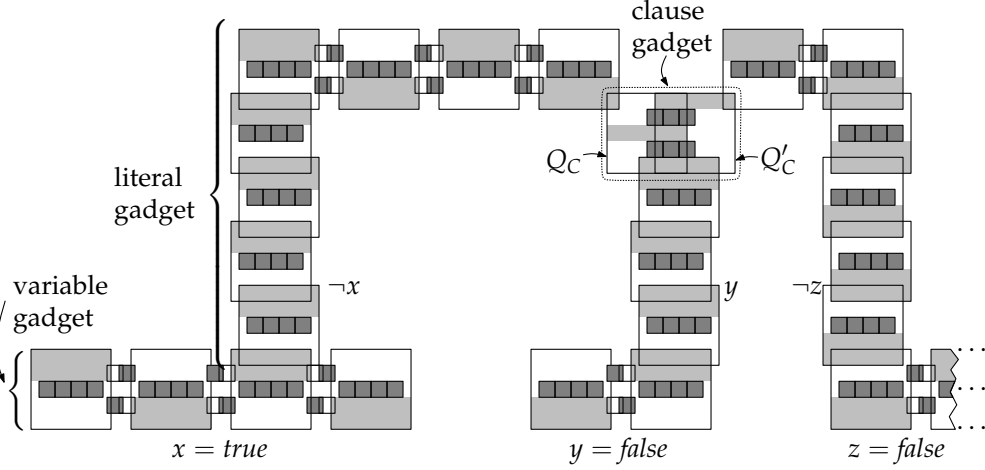 clause
gadget
Q_C
Q'_C
literal
gadget
¬x
y
¬z
variable
gadget
···
···
···
x = true
y = false
z = false